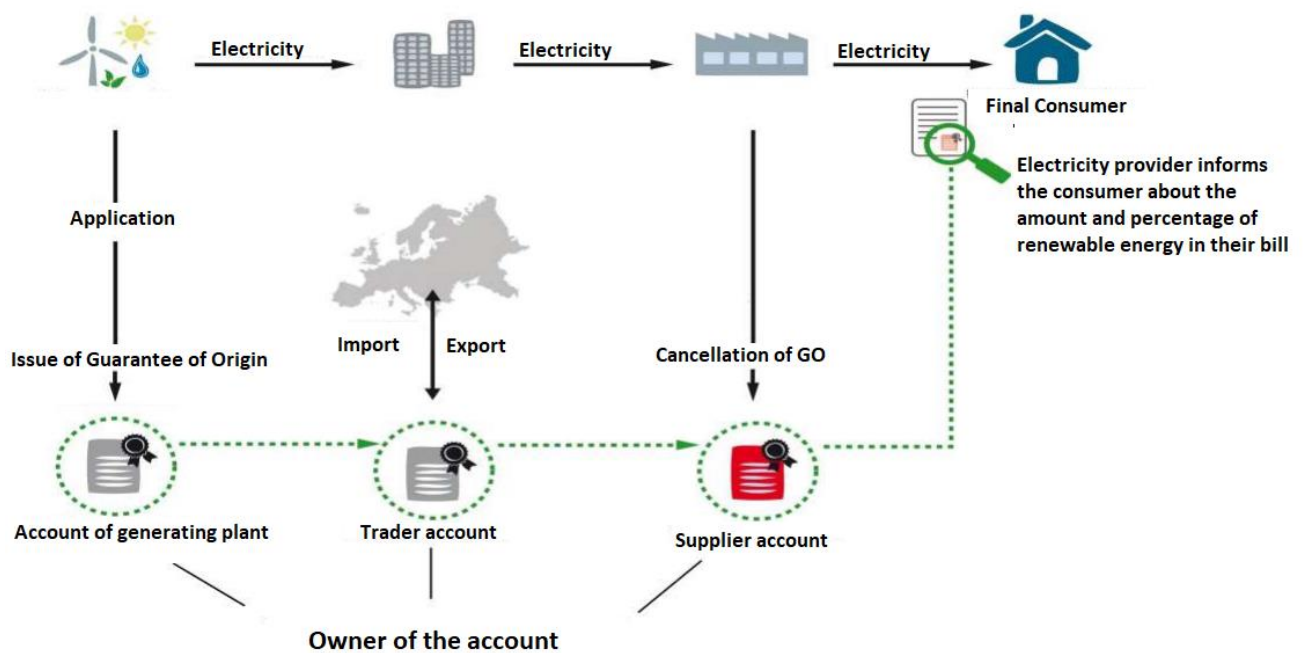 Electricity
Electricity
Electricity
Final Consumer
Electricity provider informs
the consumer about the
amount and percentage of
renewable energy in their bill
Application
Import
Export
Issue of Guarantee of Origin
Cancellation of GO
Account of generating plant
Trader account
Supplier account
Owner of the account